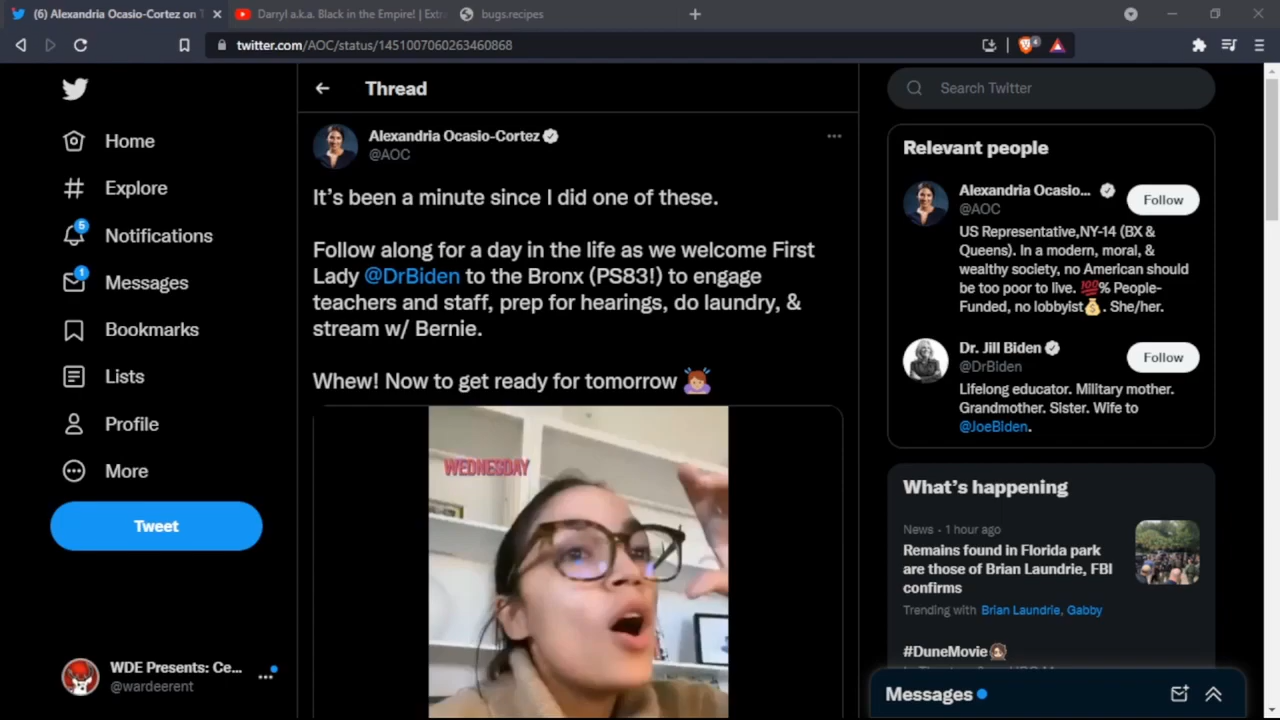 (6) Alexandria Ocasio-Cortez on T
Darryl a.k.a. Black in the Empire! | Extr
bugs.recipes
twitter.com/AOC/status/1451007060263460868
4
Home
Explore
5
Notifications
1
Messages
Bookmarks
Lists
Profile
More
Tweet
WDE Presents: Ce...
@wardeerent
Thread
Alexandria Ocasio-Cortez
@AOC
It’s been a minute since I did one of these.
Follow along for a day in the life as we welcome First
Lady @DrBiden to the Bronx (PS83!) to engage
teachers and staff, prep for hearings, do laundry, &
stream w/ Bernie.
Whew! Now to get ready for tomorrow 🙇🏽‍♀️
WEDNESDAY
Search Twitter
Relevant people
Alexandria Ocasio...
Follow
@AOC
US Representative,NY-14 (BX &
Queens). In a modern, moral, &
wealthy society, no American should
be too poor to live. 💯% People-
Funded, no lobbyist💰. She/her.
Dr. Jill Biden
Follow
@DrBiden
Lifelong educator. Military mother.
Grandmother. Sister. Wife to
@JoeBiden.
What’s happening
News · 1 hour ago
Remains found in Florida park
are those of Brian Laundrie, FBI
confirms
Trending with Brian Laundrie, Gabby
#DuneMovie
Messages